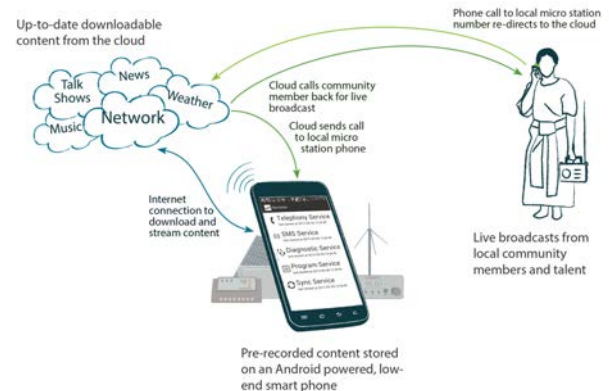 Up-to-date downloadable
content from the cloud
Phone call to local micro station
number re-directs to the cloud
News
Talk
Shows
Weather
Music
Network
Cloud calls community
member back for live
broadcast
Cloud sends call
to local micro
station phone
Internet
connection to
download and
stream content
Telephony Service
SMS Service
Diagnostic Service
Program Service
Sync Service
Live broadcasts from
local community
members and talent
Pre-recorded content stored
on an Android powered, low-
end smart phone